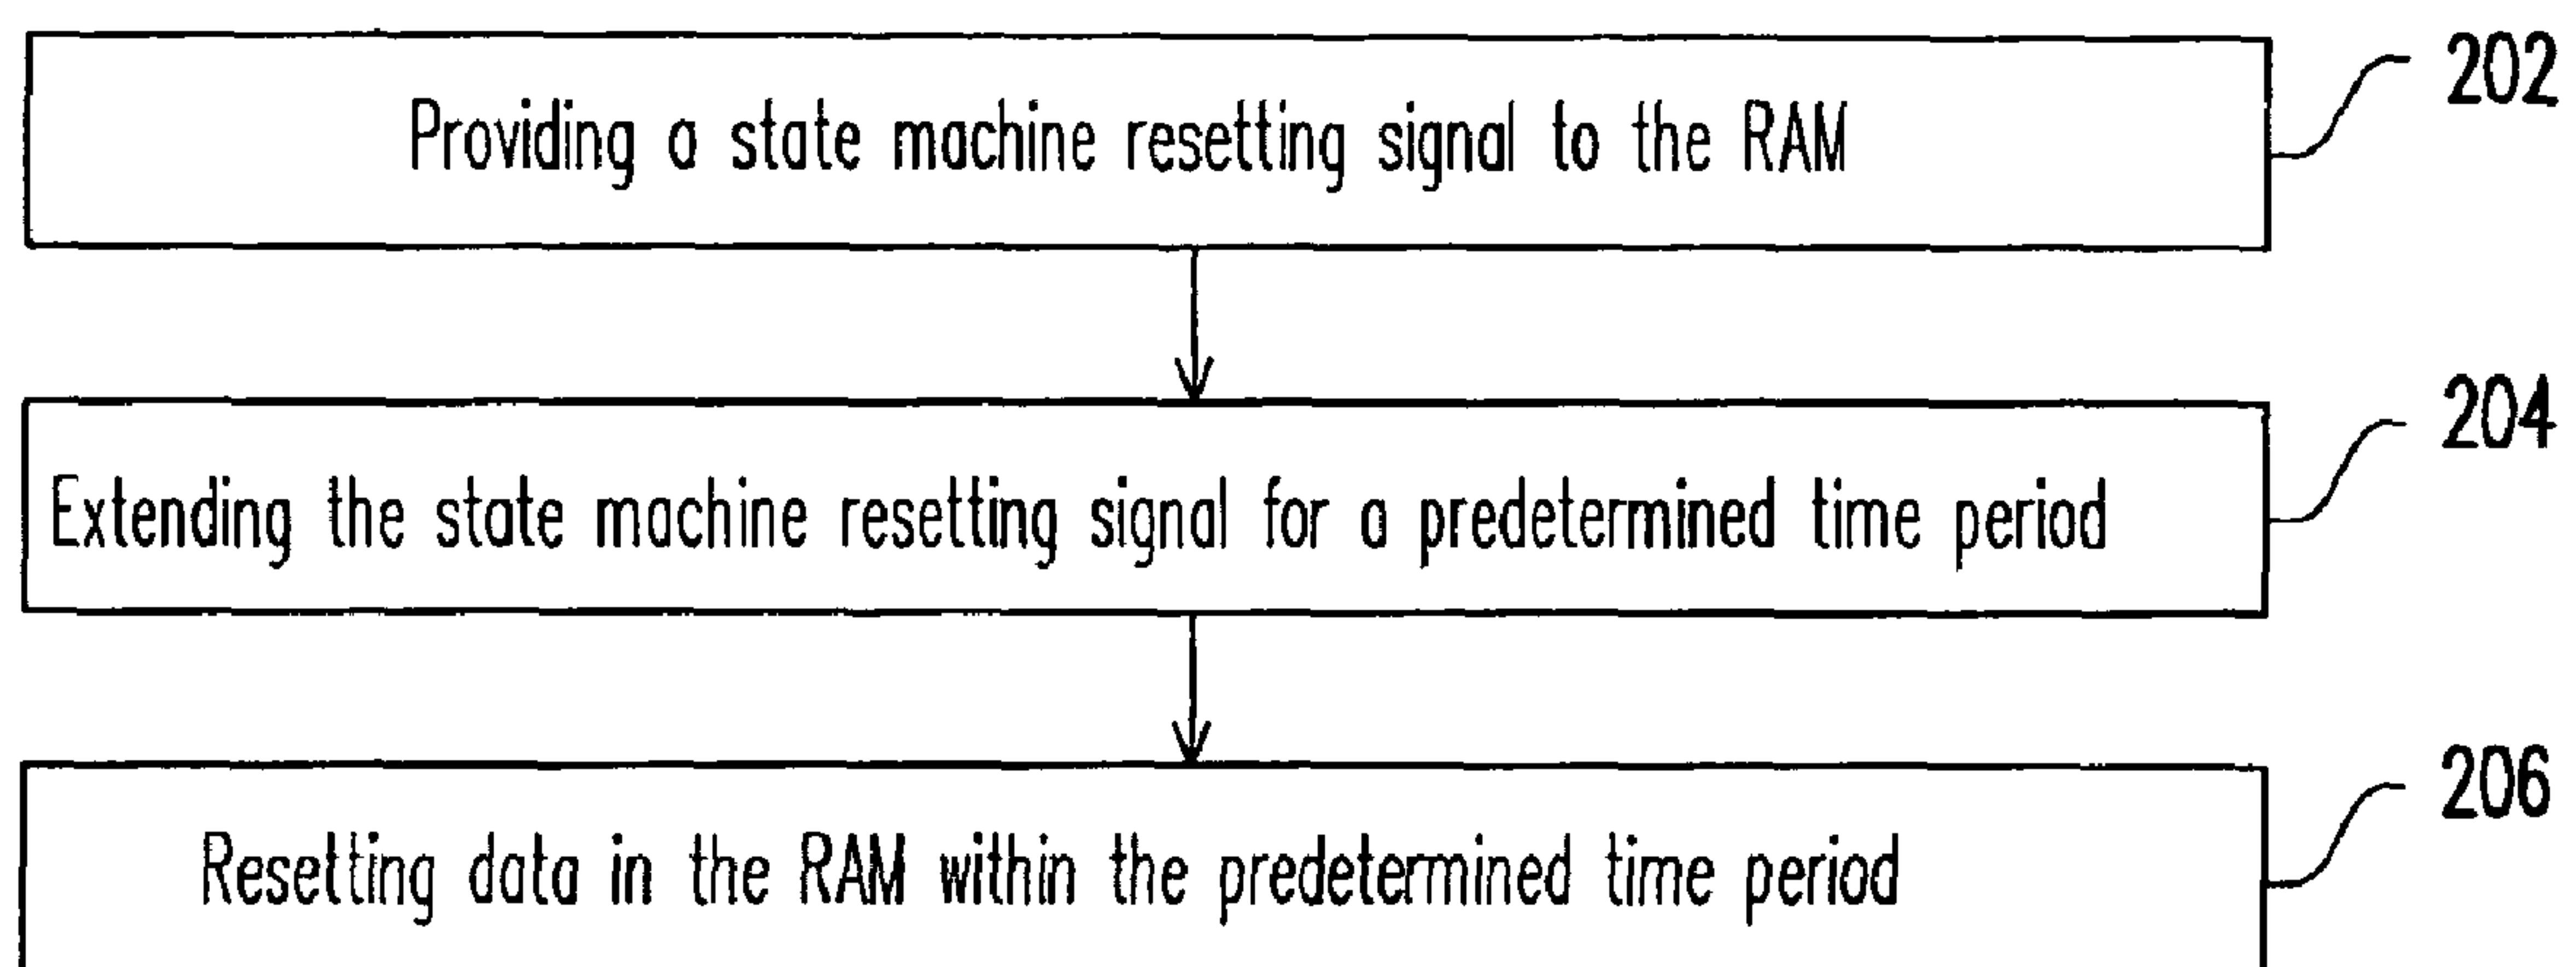 Providing a state machine resetting signal to the RAM
202
Extending the state machine resetting signal for a predetermined time period
204
Resetting data in the RAM within the predetermined time period
206